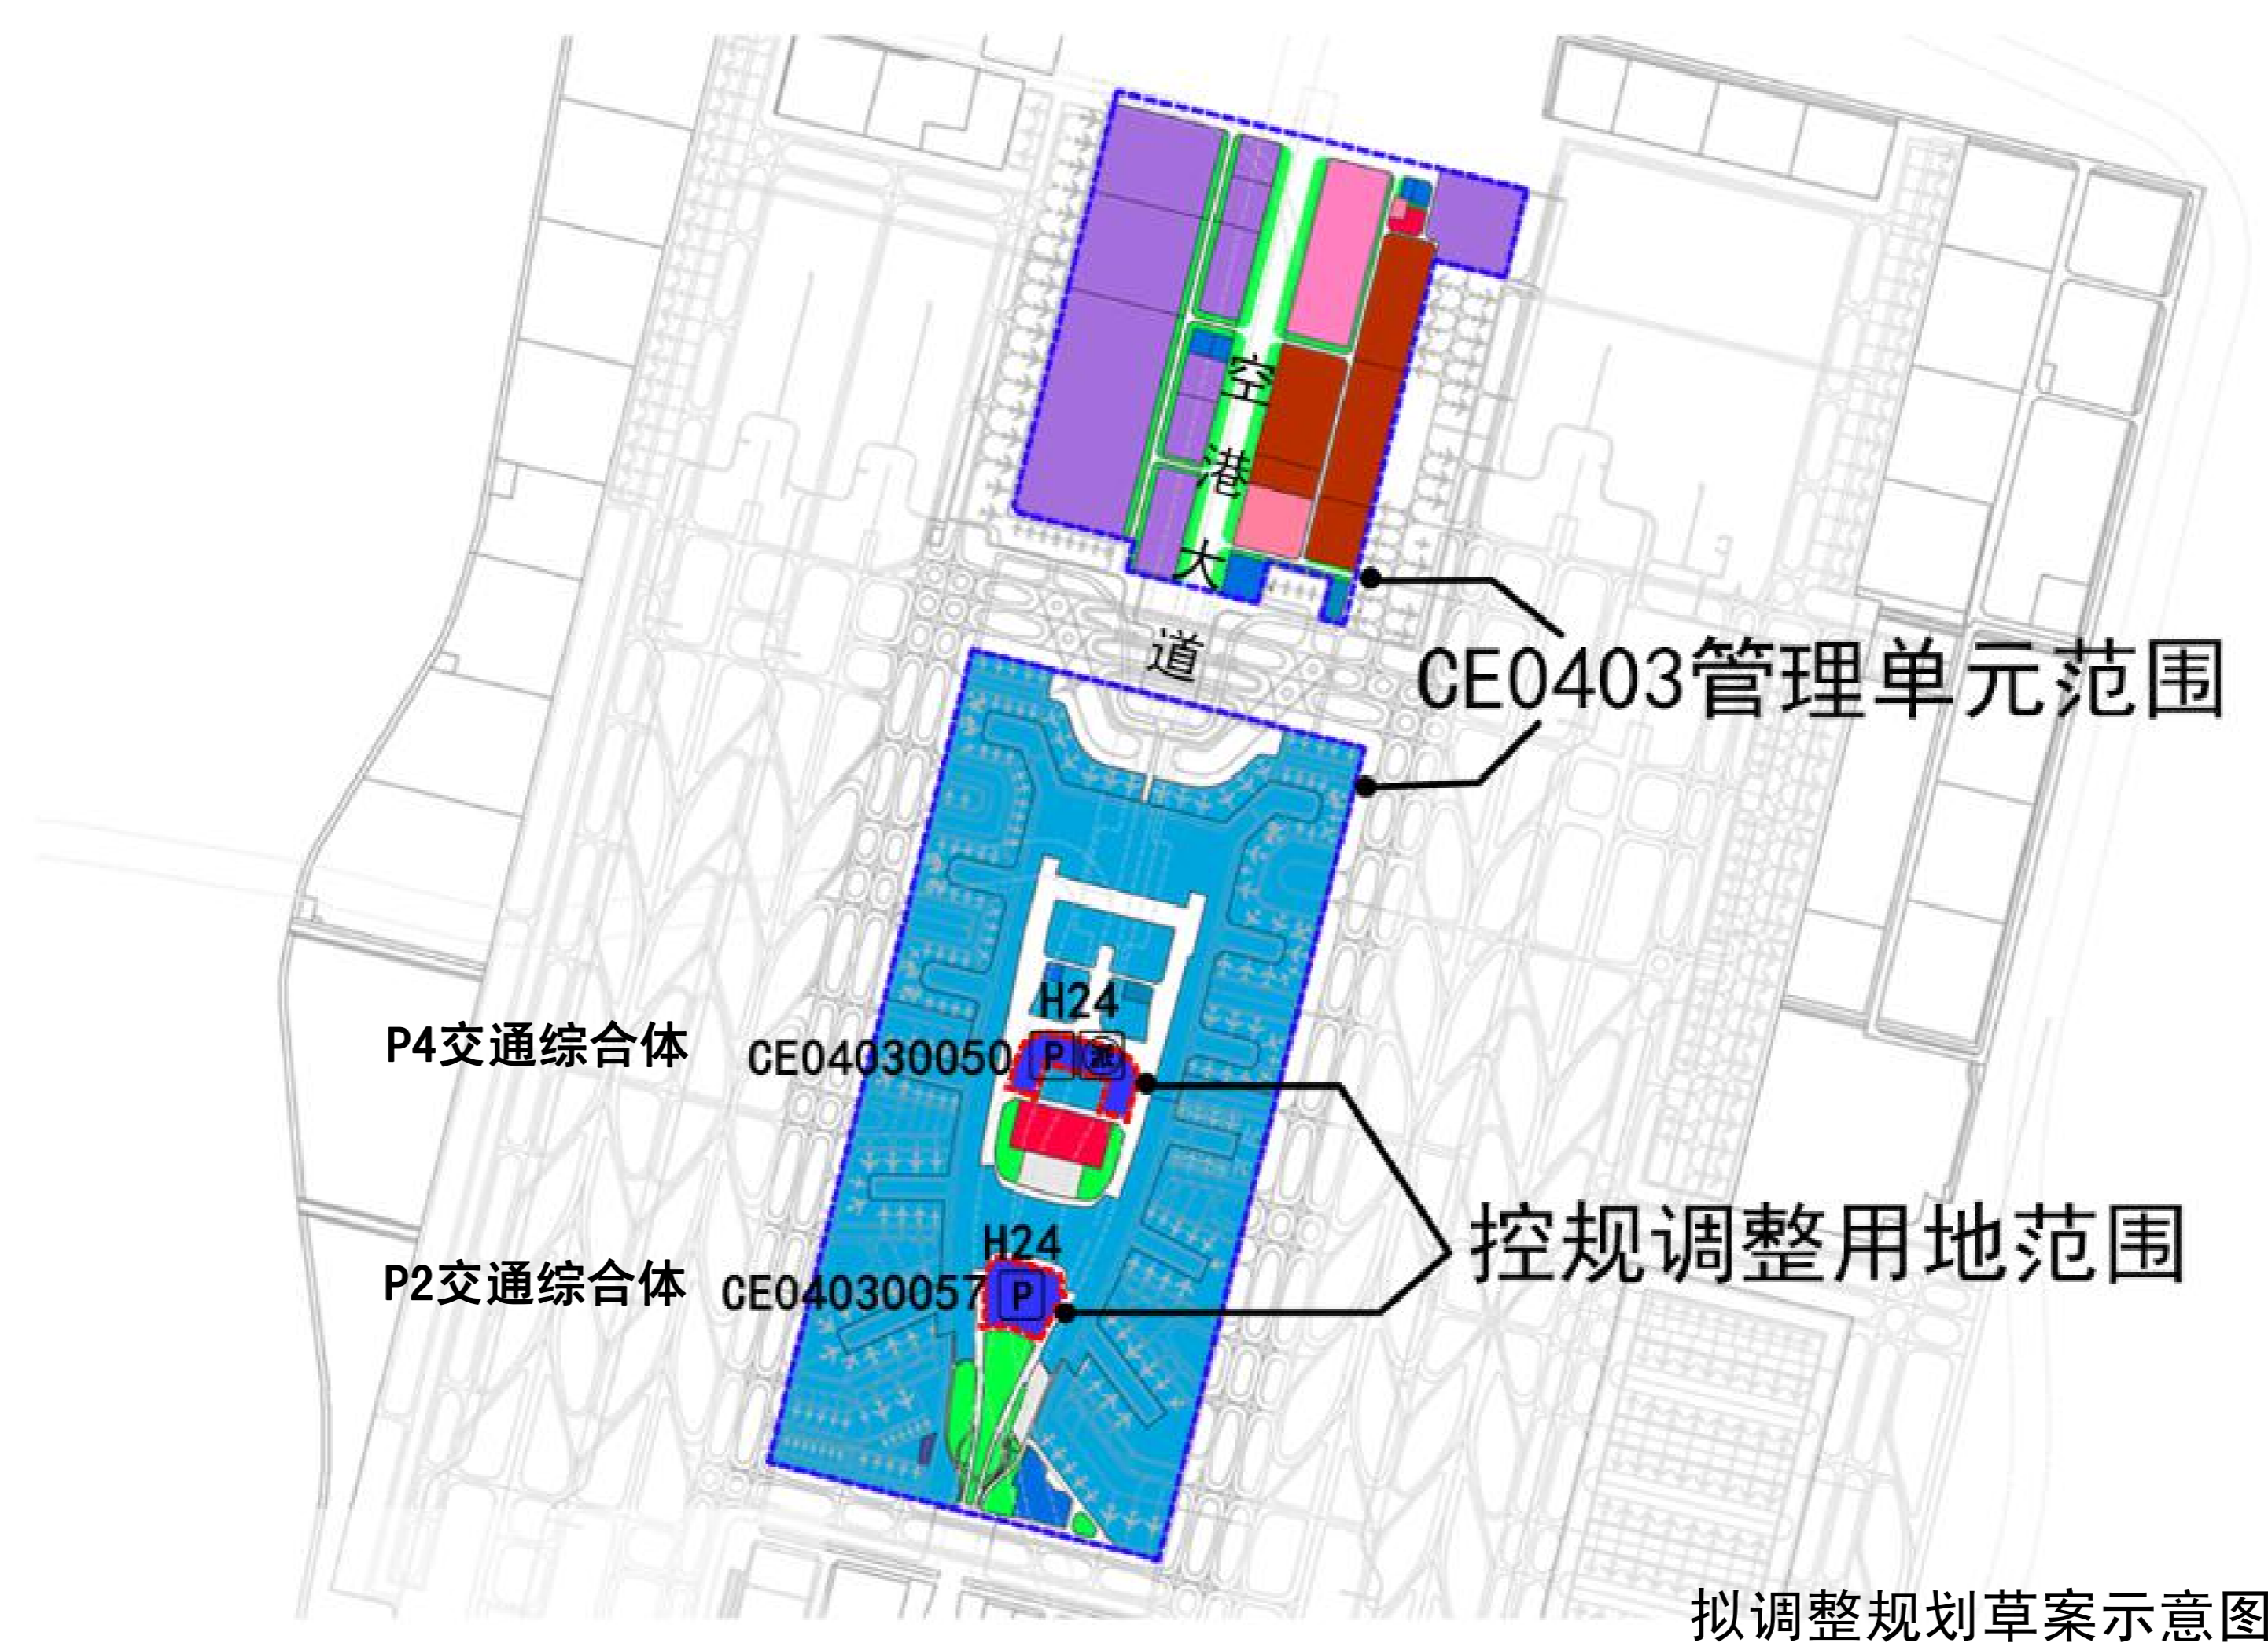 空
港
大
道
CE0403管理单元范围
H24
P4交通综合体
CE04030050
P
派
控规调整用地范围
H24
P2交通综合体
CE04030057
P
拟调整规划草案示意图